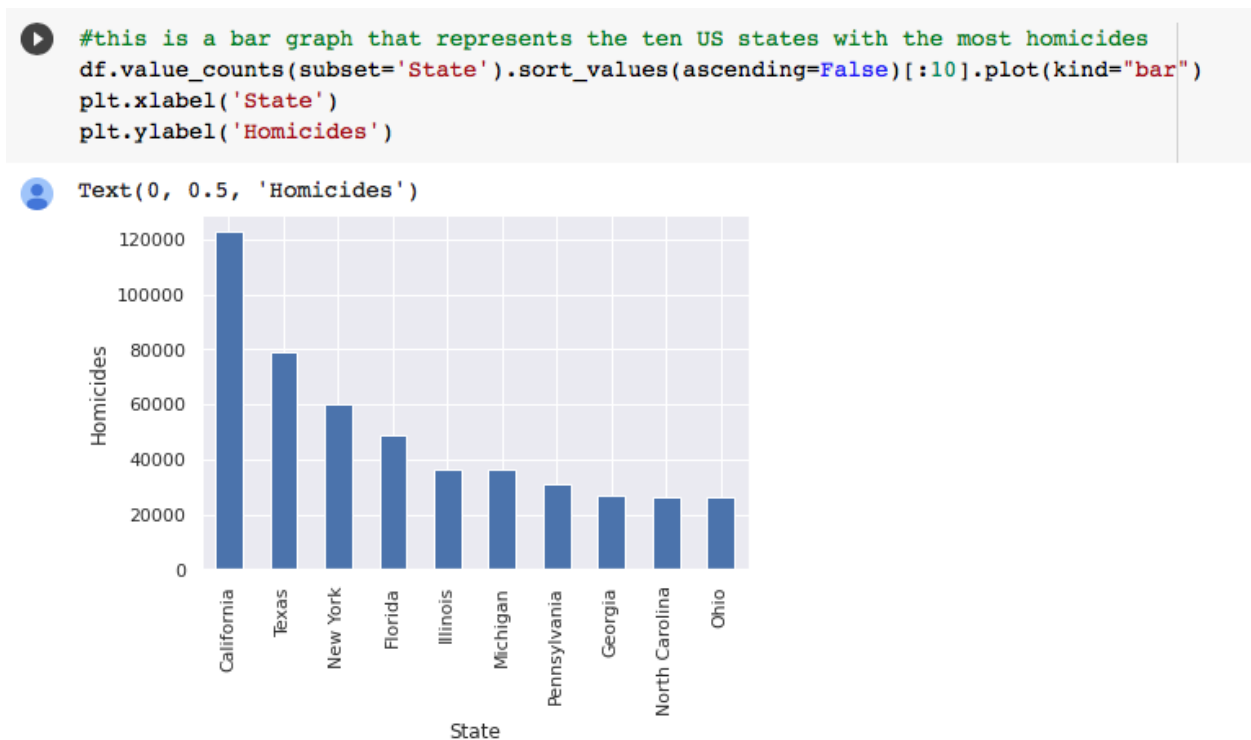 #this is a bar graph that represents the ten US states with the most homicides
df.value_counts(subset='State').sort_values(ascending=False)[:10].plot(kind="bar")
plt.xlabel('State')
plt.ylabel('Homicides')
Text(0, 0.5, 'Homicides')
120000
100000
80000
60000
40000
20000
0
Homicides
California
Texas
New York
Florida
Illinois
Michigan
Pennsylvania
Georgia
North Carolina
Ohio
State